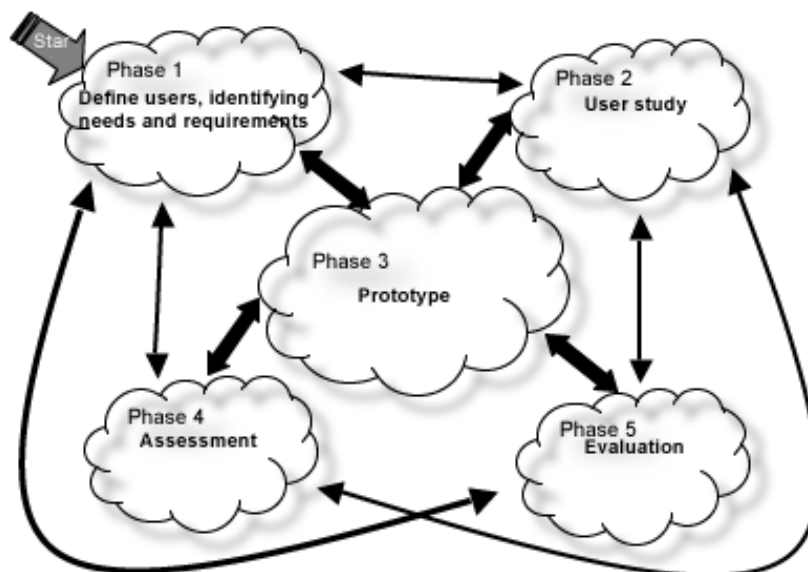 Star
Phase 1
Define users, identifying
needs and requirements
Phase 2
User study
Phase 3
Prototype
Phase 4
Assessment
Phase 5
Evaluation